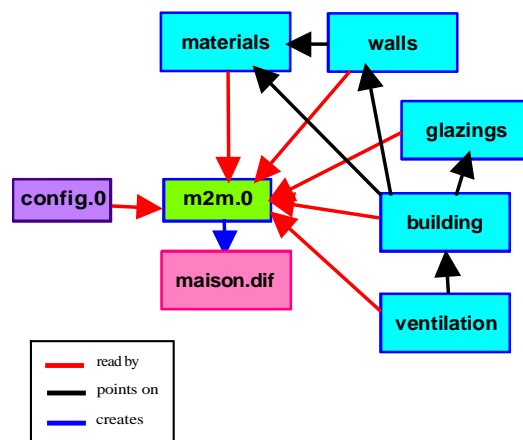 materials
walls
glazings
config.0
m2m.0
building
maison.dif
ventilation
read by
points on
creates